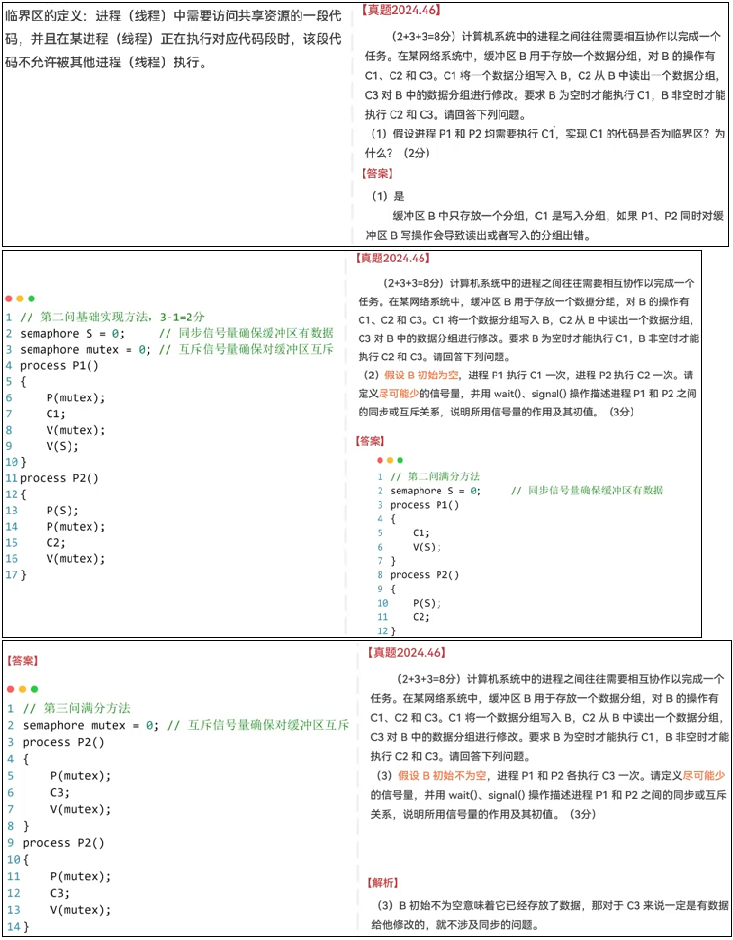 临界区的定义：进程（线程）中需要访问共享资源的一段代
码，并且在某进程（线程）正在执行对应代码段时，该段代
码不允许被其他进程（线程）执行。
【真题2024.46】
（2+3+3=8分）计算机系统中的进程之间往往需要相互协作以完成一个
任务。在某网络系统中，缓冲区 B 用于存放一个数据分组，对 B 的操作有
C1、C2 和 C3。C1 将一个数据分组写入 B，C2 从 B 中读出一个数据分组，
C3 对 B 中的数据分组进行修改。要求 B 为空时才能执行 C1，B 非空时才能
执行 C2 和 C3。请回答下列问题。
（1）假设进程 P1 和 P2 均需要执行 C1，实现 C1 的代码是否为临界区？为
什么？（2分）
【答案】
（1）是
缓冲区 B 中只存放一个分组，C1 是写入分组，如果 P1、P2 同时对缓
冲区 B 写操作会导致读出或者写入的分组出错。
1 // 第二问基础实现方法，3-1=2分
2 semaphore S = 0; // 同步信号量确保缓冲区有数据
3 semaphore mutex = 0; // 互斥信号量确保对缓冲区互斥
4 process P1()
5 {
6 P(mutex);
7 C1;
8 V(mutex);
9 V(S);
10 }
11 process P2()
12 {
13 P(S);
14 P(mutex);
15 C2;
16 V(mutex);
17 }
【真题2024.46】
（2+3+3=8分）计算机系统中的进程之间往往需要相互协作以完成一个
任务。在某网络系统中，缓冲区 B 用于存放一个数据分组，对 B 的操作有
C1、C2 和 C3。C1 将一个数据分组写入 B，C2 从 B 中读出一个数据分组，
C3 对 B 中的数据分组进行修改。要求 B 为空时才能执行 C1，B 非空时才能
执行 C2 和 C3。请回答下列问题。
（2）假设 B 初始为空，进程 P1 执行 C1 一次，进程 P2 执行 C2 一次。请
定义尽可能少的信号量，并用 wait()、signal() 操作描述进程 P1 和 P2 之间
的同步或互斥关系，说明所用信号量的作用及其初值。（3分）
【答案】
1 // 第二问满分方法
2 semaphore S = 0; // 同步信号量确保缓冲区有数据
3 process P1()
4 {
5 C1;
6 V(S);
7 }
8 process P2()
9 {
10 P(S);
11 C2;
12 }
【答案】
1 // 第三问满分方法
2 semaphore mutex = 0; // 互斥信号量确保对缓冲区互斥
3 process P2()
4 {
5 P(mutex);
6 C3;
7 V(mutex);
8 }
9 process P2()
10 {
11 P(mutex);
12 C3;
13 V(mutex);
14 }
【真题2024.46】
（2+3+3=8分）计算机系统中的进程之间往往需要相互协作以完成一个
任务。在某网络系统中，缓冲区 B 用于存放一个数据分组，对 B 的操作有
C1、C2 和 C3。C1 将一个数据分组写入 B，C2 从 B 中读出一个数据分组，
C3 对 B 中的数据分组进行修改。要求 B 为空时才能执行 C1，B 非空时才能
执行 C2 和 C3。请回答下列问题。
（3）假设 B 初始不为空，进程 P1 和 P2 各执行 C3 一次。请定义尽可能少
的信号量，并用 wait()、signal() 操作描述进程 P1 和 P2 之间的同步或互斥
关系，说明所用信号量的作用及其初值。（3分）
【解析】
（3）B 初始不为空意味着它已经存放了数据，那对于 C3 来说一定是有数据
给他修改的，就不涉及同步的问题。